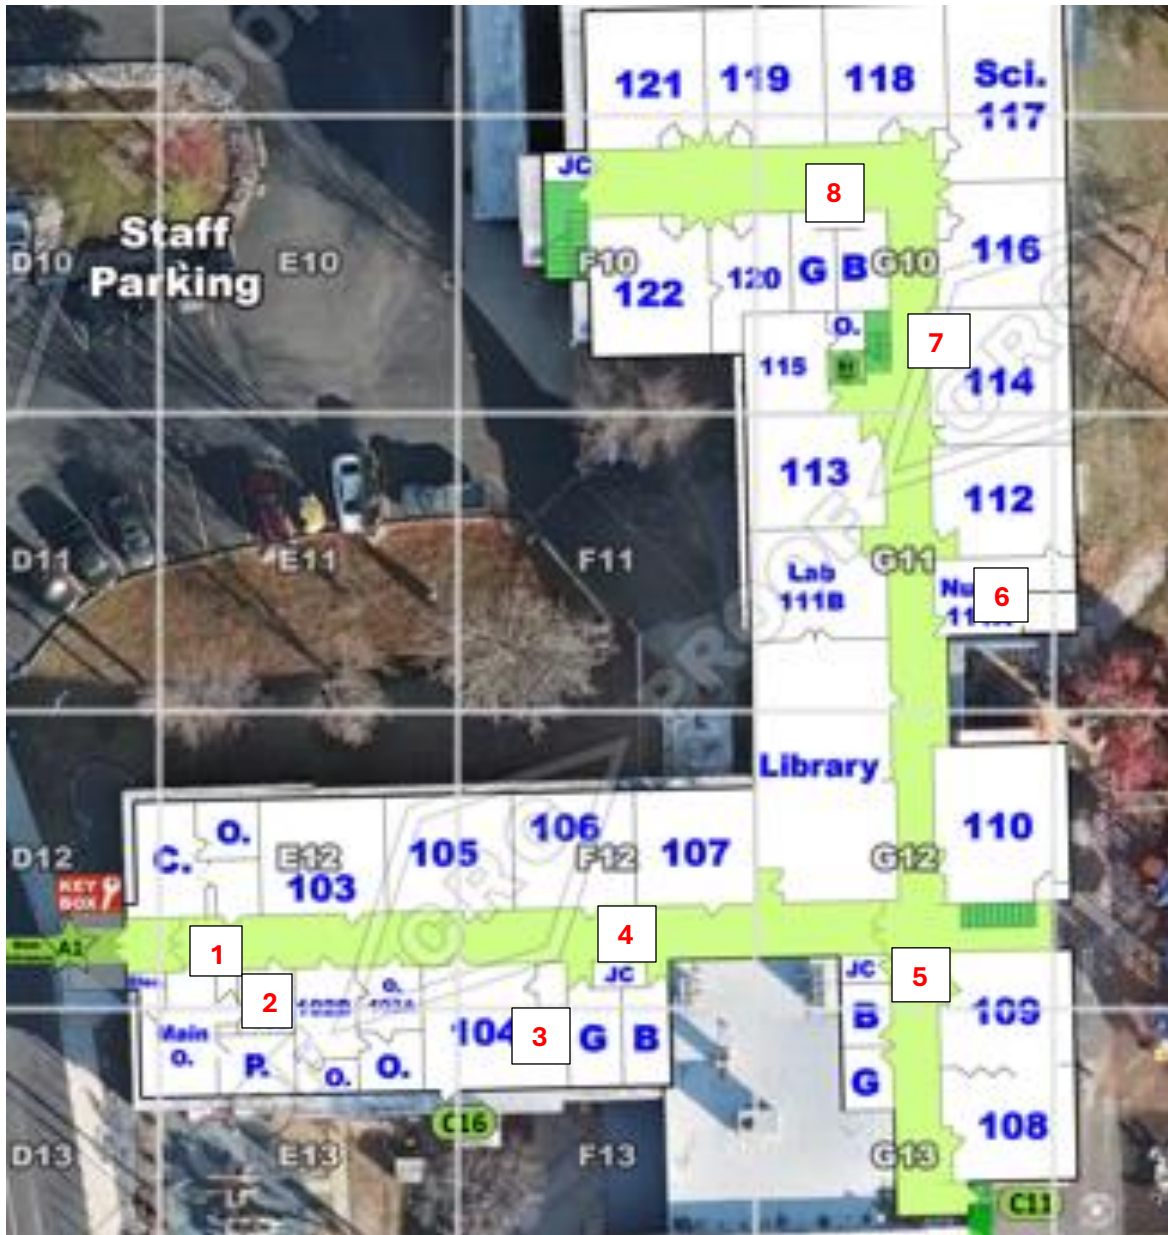 121
119
118
Sci.
117
JC
8
Staff
Parking
D10
E10
F10
G10
122
120
G
B
116
O.
7
115
114
113
112
D11
E11
F11
G11
Lab
111B
6
Library
110
C.
O.
103
105
106
107
D12
E12
F12
G12
KEY
BOX
A1
1
4
JC
JC
5
2
O.
Main
O.
P.
O.
O.
104
3
G
B
B
G
109
108
C16
D13
E13
F13
G13
C11